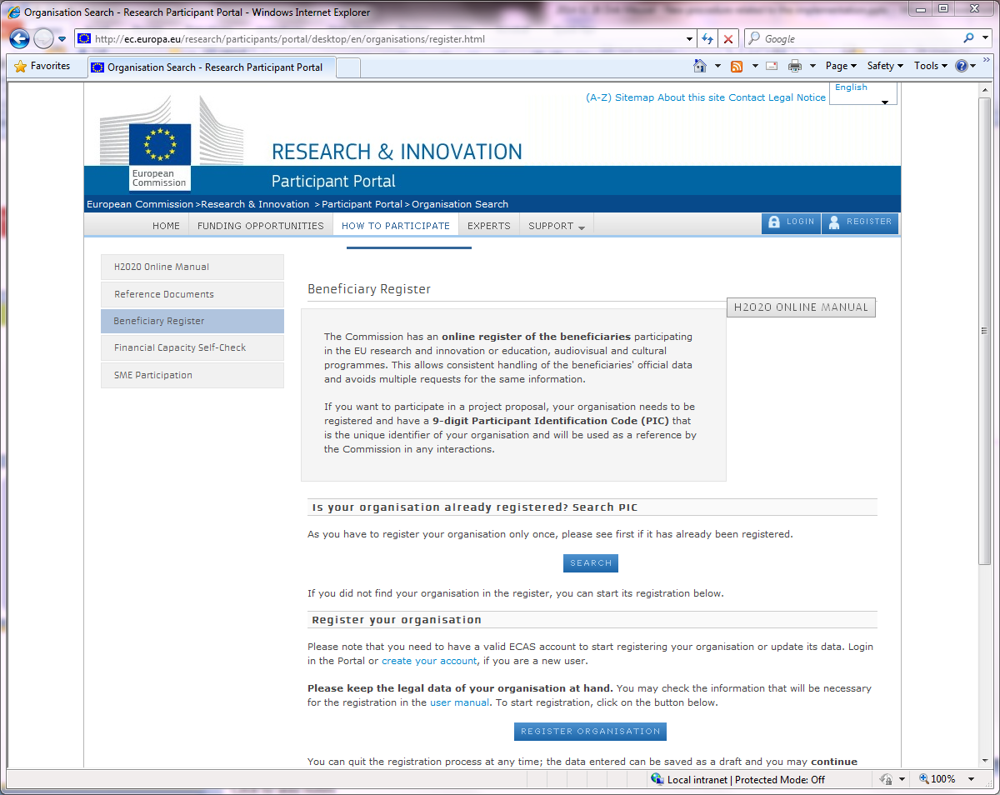 Organisation Search - Research Participant Portal - Windows Internet Explorer
http://ec.europa.eu/research/participants/portal/desktop/en/organisations/register.html
Google
Favorites
Organisation Search - Research Participant Portal
Page Safety Tools
(A-Z) Sitemap About this site Contact Legal Notice
English
European
Commission
RESEARCH & INNOVATION
Participant Portal
European Commission >Research & Innovation >Participant Portal >Organisation Search
HOME FUNDING OPPORTUNITIES HOW TO PARTICIPATE EXPERTS SUPPORT LOGIN REGISTER
H2020 Online Manual
Reference Documents
Beneficiary Register
Financial Capacity Self-Check
SME Participation
Beneficiary Register
H2020 ONLINE MANUAL
The Commission has an online register of the beneficiaries participating
in the EU research and innovation or education, audiovisual and cultural
programmes. This allows consistent handling of the beneficiaries' official data
and avoids multiple requests for the same information.
If you want to participate in a project proposal, your organisation needs to be
registered and have a 9-digit Participant Identification Code (PIC) that
is the unique identifier of your organisation and will be used as a reference by
the Commission in any interactions.
Is your organisation already registered? Search PIC
As you have to register your organisation only once, please see first if it has already been registered.
SEARCH
If you did not find your organisation in the register, you can start its registration below.
Register your organisation
Please note that you need to have a valid ECAS account to start registering your organisation or update its data. Login
in the Portal or create your account, if you are a new user.
Please keep the legal data of your organisation at hand. You may check the information that will be necessary
for the registration in the user manual. To start registration, click on the button below.
REGISTER ORGANISATION
You can quit the registration process at any time; the data entered can be saved as a draft and you may continue
Local intranet | Protected Mode: Off
100%